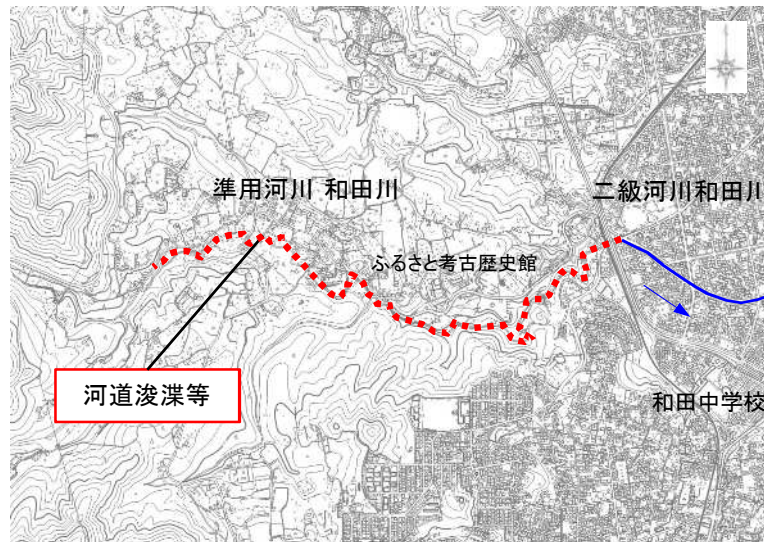 準用河川 和田川
二級河川和田川
ふるさと考古歴史館
河道浚渫等
和田中学校